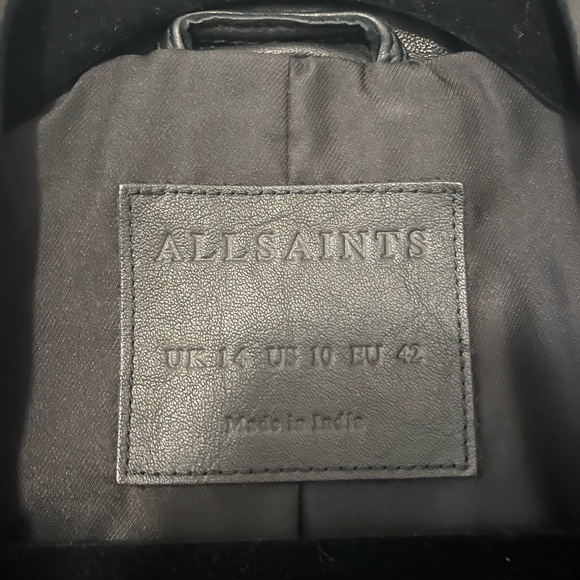 ALLSAINTS
UK 14 US 10 EU 42
Made in India